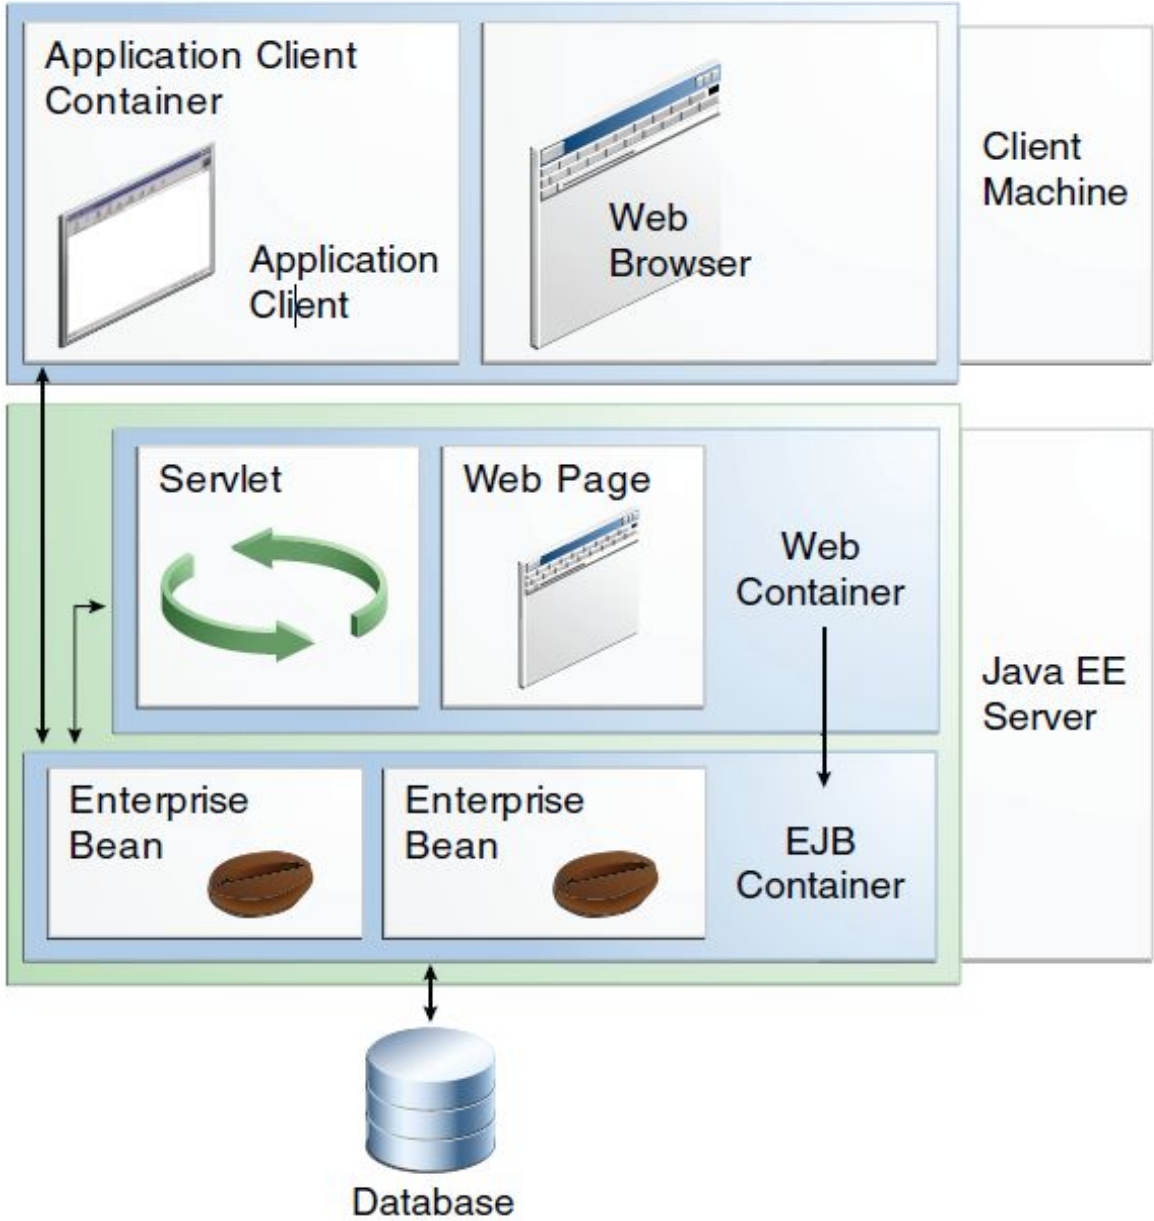 Application Client
Container
Application
Client
Web
Browser
Client
Machine
Servlet
Web Page
Web
Container
Java EE
Server
Enterprise
Bean
Enterprise
Bean
EJB
Container
Database